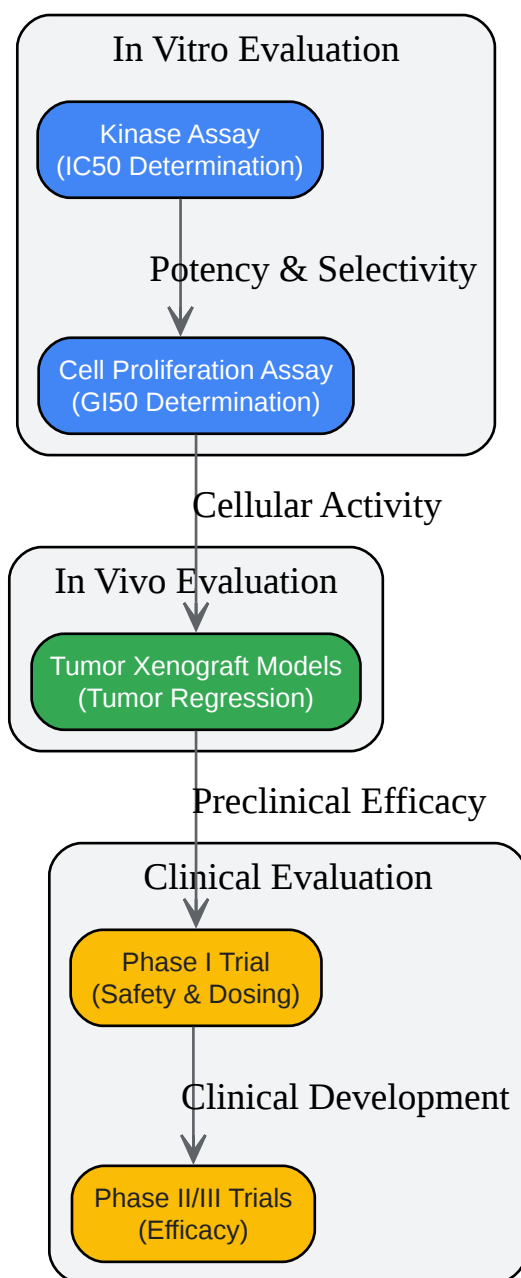 In Vitro Evaluation
Kinase Assay
(IC50 Determination)
Potency & Selectivity
Cell Proliferation Assay
(GI50 Determination)
Cellular Activity
In Vivo Evaluation
Tumor Xenograft Models
(Tumor Regression)
Preclinical Efficacy
Clinical Evaluation
Phase I Trial
(Safety & Dosing)
Clinical Development
Phase II/III Trials
(Efficacy)